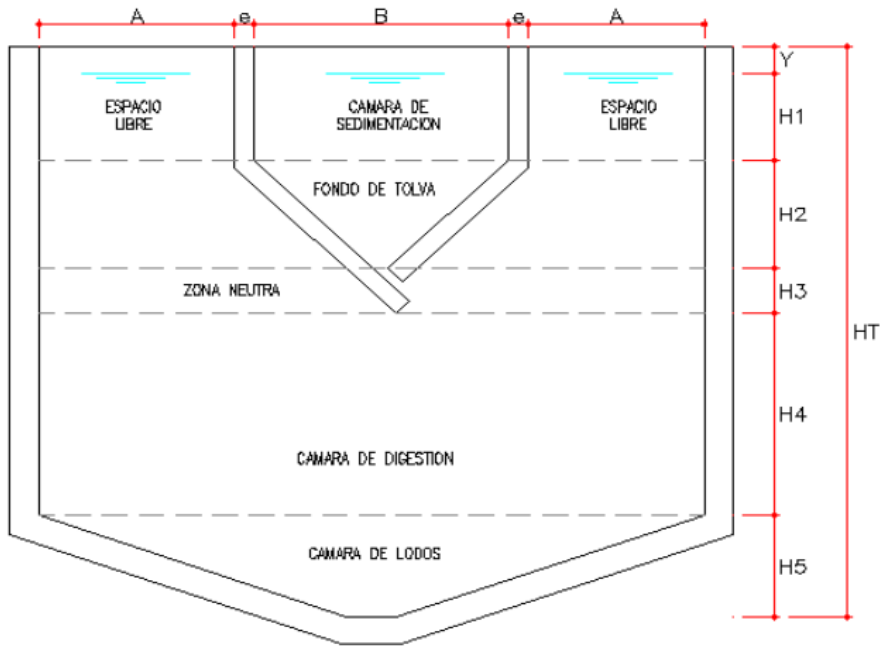 A e B e A
Y
ESPACIO
LIBRE
CAMARA DE
SEDIMENTACION
ESPACIO
LIBRE
H1
FONDO DE TOLVA
H2
ZONA NEUTRA
H3
HT
H4
CAMARA DE DIGESTION
CAMARA DE LODOS
H5